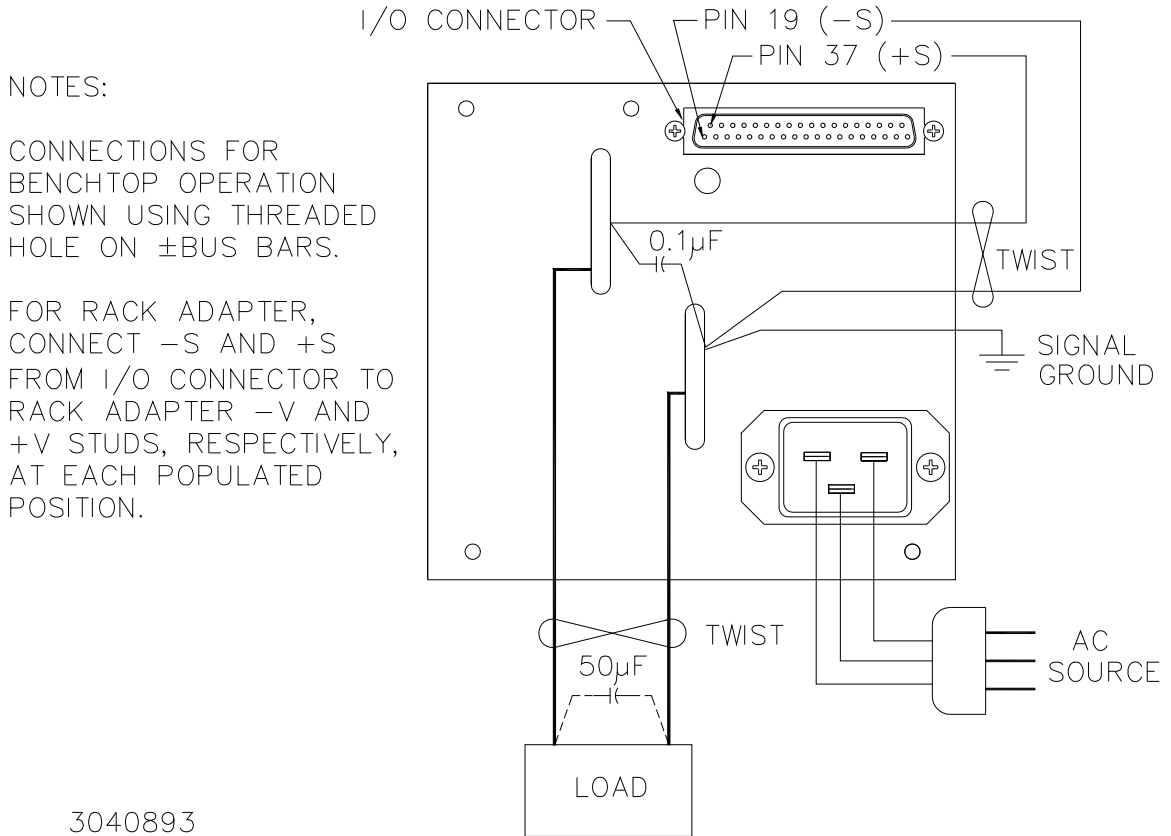 I/O CONNECTOR
PIN 19 (−S)
PIN 37 (+S)
NOTES:
CONNECTIONS FOR
BENCHTOP OPERATION
SHOWN USING THREADED
HOLE ON ±BUS BARS.
FOR RACK ADAPTER,
CONNECT −S AND +S
FROM I/O CONNECTOR TO
RACK ADAPTER −V AND
+V STUDS, RESPECTIVELY,
AT EACH POPULATED
POSITION.
0.1µF
TWIST
SIGNAL
GROUND
TWIST
50µF
AC
SOURCE
LOAD
3040893